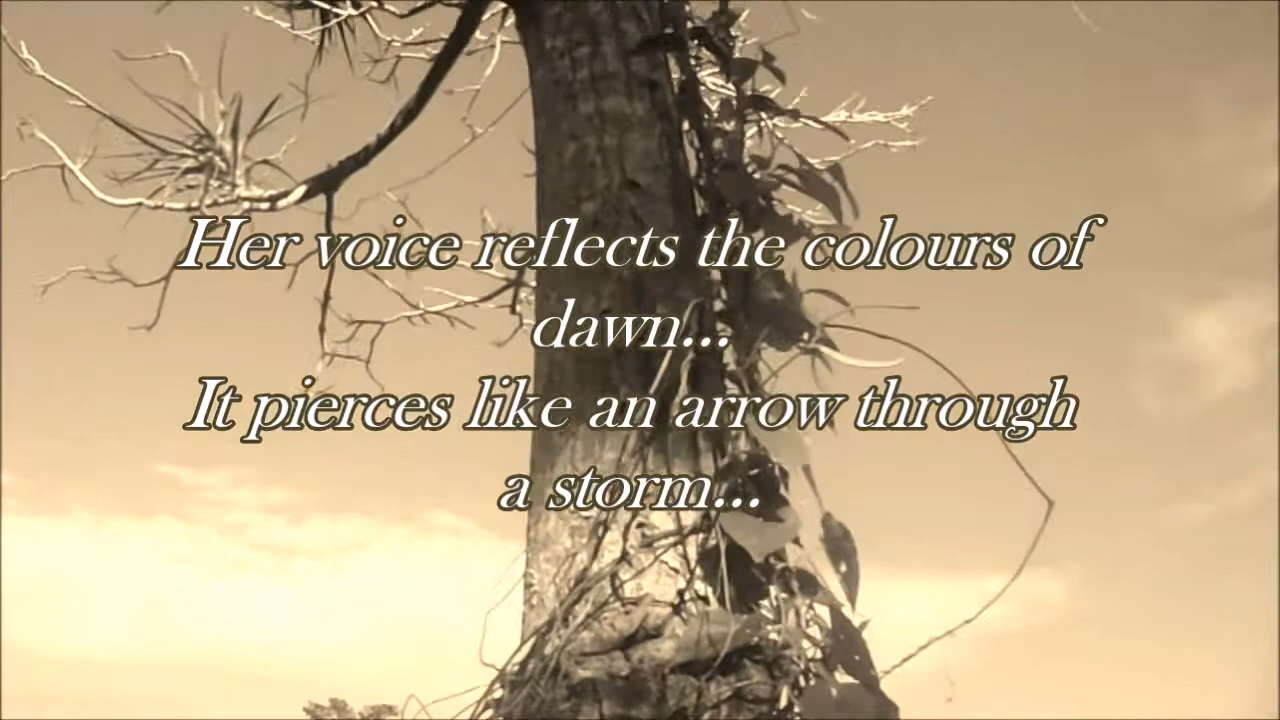 Her voice reflects the colours of
dawn...
It pierces like an arrow through
a storm...